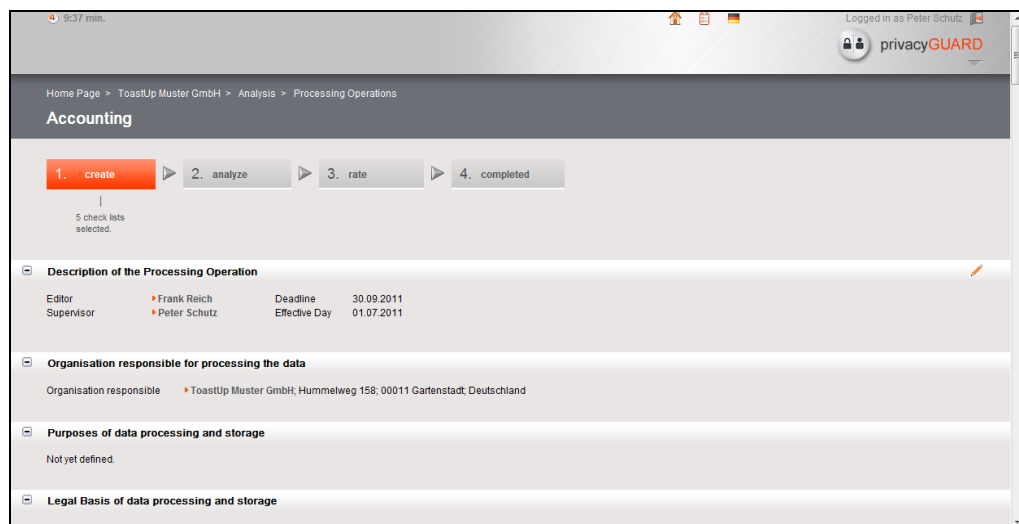 9:37 min.
Logged in as Peter Schutz
privacyGUARD
Home Page > ToastUp Muster GmbH > Analysis > Processing Operations
Accounting
1. create
2. analyze
3. rate
4. completed
5 check lists
selected.
Description of the Processing Operation
Editor Frank Reich Deadline 30.09.2011
Supervisor Peter Schutz Effective Day 01.07.2011
Organisation responsible for processing the data
Organisation responsible ToastUp Muster GmbH; Hummelweg 158; 00011 Gartenstadt; Deutschland
Purposes of data processing and storage
Not yet defined.
Legal Basis of data processing and storage